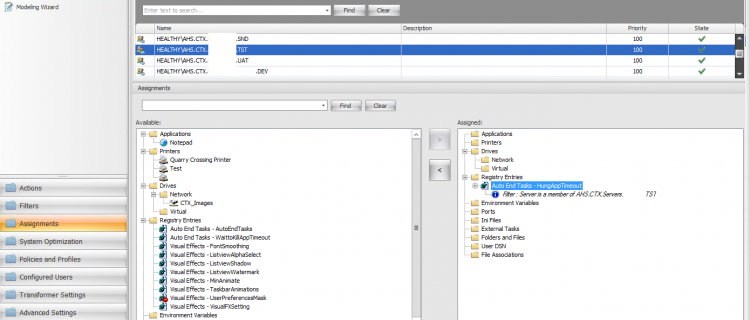 Modeling Wizard
Enter text to search...
Find
Clear
Name
Description
Priority
State
HEALTHY\AHS.CTX. .SND
100
HEALTHY\AHS.CTX. .TST
100
HEALTHY\AHS.CTX. .UAT
100
HEALTHY\AHS.CTX. .DEV
100
Assignments
Find
Clear
Available:
Applications
Notepad
Printers
Quarry Crossing Printer
Test
Drives
Network
CTX_Images
Virtual
Registry Entries
Auto End Tasks - AutoEndTasks
Auto End Tasks - WaittoKillAppTimeout
Visual Effects - FontSmoothing
Visual Effects - ListviewAlphaSelect
Visual Effects - ListviewShadow
Visual Effects - ListviewWatermark
Visual Effects - MinAnimate
Visual Effects - TaskbarAnimations
Visual Effects - UserPreferencesMask
Visual Effects - VisualFXSetting
Environment Variables
>
<
Assigned:
Applications
Printers
Drives
Network
Virtual
Registry Entries
Auto End Tasks - HungAppTimeout
Filter : Server is a member of AHS.CTX.Servers. TST
Environment Variables
Ports
Ini Files
External Tasks
Folders and Files
User DSN
File Associations
Actions
Filters
Assignments
System Optimization
Policies and Profiles
Configured Users
Transformer Settings
Advanced Settings